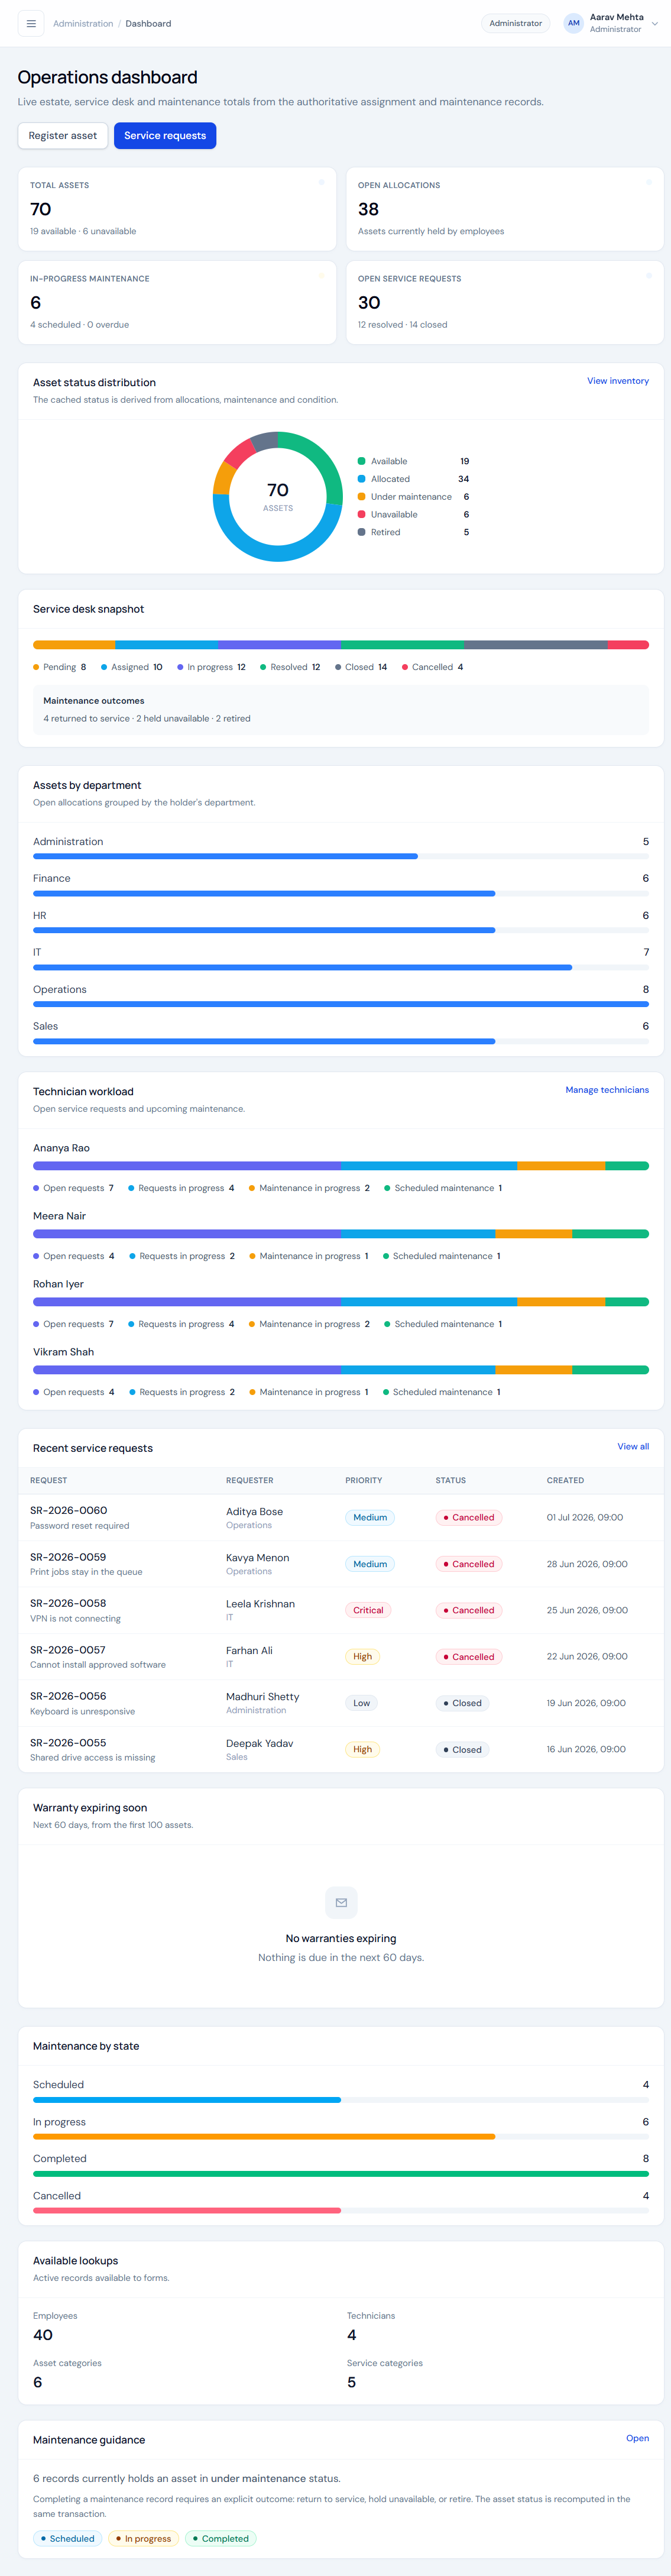 Administration / Dashboard
Administrator
AM
Aarav Mehta
Administrator
Operations dashboard
Live estate, service desk and maintenance totals from the authoritative assignment and maintenance records.
Register asset
Service requests
TOTAL ASSETS
70
19 available · 6 unavailable
OPEN ALLOCATIONS
38
Assets currently held by employees
IN-PROGRESS MAINTENANCE
6
4 scheduled · 0 overdue
OPEN SERVICE REQUESTS
30
12 resolved · 14 closed
Asset status distribution
View inventory
The cached status is derived from allocations, maintenance and condition.
70
ASSETS
Available 19
Allocated 34
Under maintenance 6
Unavailable 6
Retired 5
Service desk snapshot
Pending 8 Assigned 10 In progress 12 Resolved 12 Closed 14 Cancelled 4
Maintenance outcomes
4 returned to service · 2 held unavailable · 2 retired
Assets by department
Open allocations grouped by the holder's department.
Administration 5
Finance 6
HR 6
IT 7
Operations 8
Sales 6
Technician workload
Manage technicians
Open service requests and upcoming maintenance.
Ananya Rao
Open requests 7 Requests in progress 4 Maintenance in progress 2 Scheduled maintenance 1
Meera Nair
Open requests 4 Requests in progress 2 Maintenance in progress 1 Scheduled maintenance 1
Rohan Iyer
Open requests 7 Requests in progress 4 Maintenance in progress 2 Scheduled maintenance 1
Vikram Shah
Open requests 4 Requests in progress 2 Maintenance in progress 1 Scheduled maintenance 1
Recent service requests
View all
REQUEST REQUESTER PRIORITY STATUS CREATED
SR-2026-0060 Aditya Bose Medium Cancelled 01 Jul 2026, 09:00
Password reset required Operations
SR-2026-0059 Kavya Menon Medium Cancelled 28 Jun 2026, 09:00
Print jobs stay in the queue Operations
SR-2026-0058 Leela Krishnan Critical Cancelled 25 Jun 2026, 09:00
VPN is not connecting IT
SR-2026-0057 Farhan Ali High Cancelled 22 Jun 2026, 09:00
Cannot install approved software IT
SR-2026-0056 Madhuri Shetty Low Closed 19 Jun 2026, 09:00
Keyboard is unresponsive Administration
SR-2026-0055 Deepak Yadav High Closed 16 Jun 2026, 09:00
Shared drive access is missing Sales
Warranty expiring soon
Next 60 days, from the first 100 assets.
No warranties expiring
Nothing is due in the next 60 days.
Maintenance by state
Scheduled 4
In progress 6
Completed 8
Cancelled 4
Available lookups
Active records available to forms.
Employees
40
Technicians
4
Asset categories
6
Service categories
5
Maintenance guidance
Open
6 records currently holds an asset in under maintenance status.
Completing a maintenance record requires an explicit outcome: return to service, hold unavailable, or retire. The asset status is recomputed in the
same transaction.
Scheduled In progress Completed